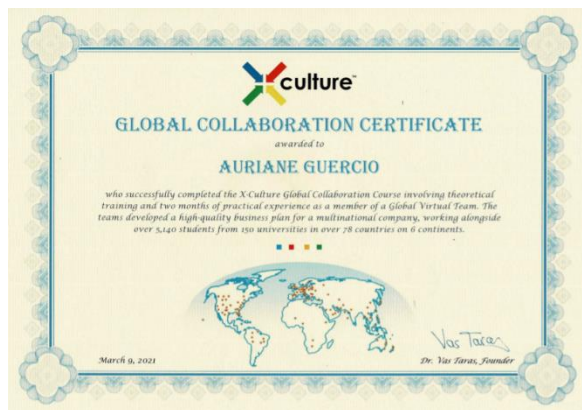 culture™
GLOBAL COLLABORATION CERTIFICATE
awarded to
AURIANE GUERCIO
who successfully completed the X-Culture Global Collaboration Course involving theoretical
training and two months of practical experience as a member of a Global Virtual Team. The
teams developed a high-quality business plan for a multinational company, working alongside
over 5,140 students from 150 universities in over 78 countries on 6 continents.
Vas Taras
March 9, 2021
Dr. Vas Taras, Founder